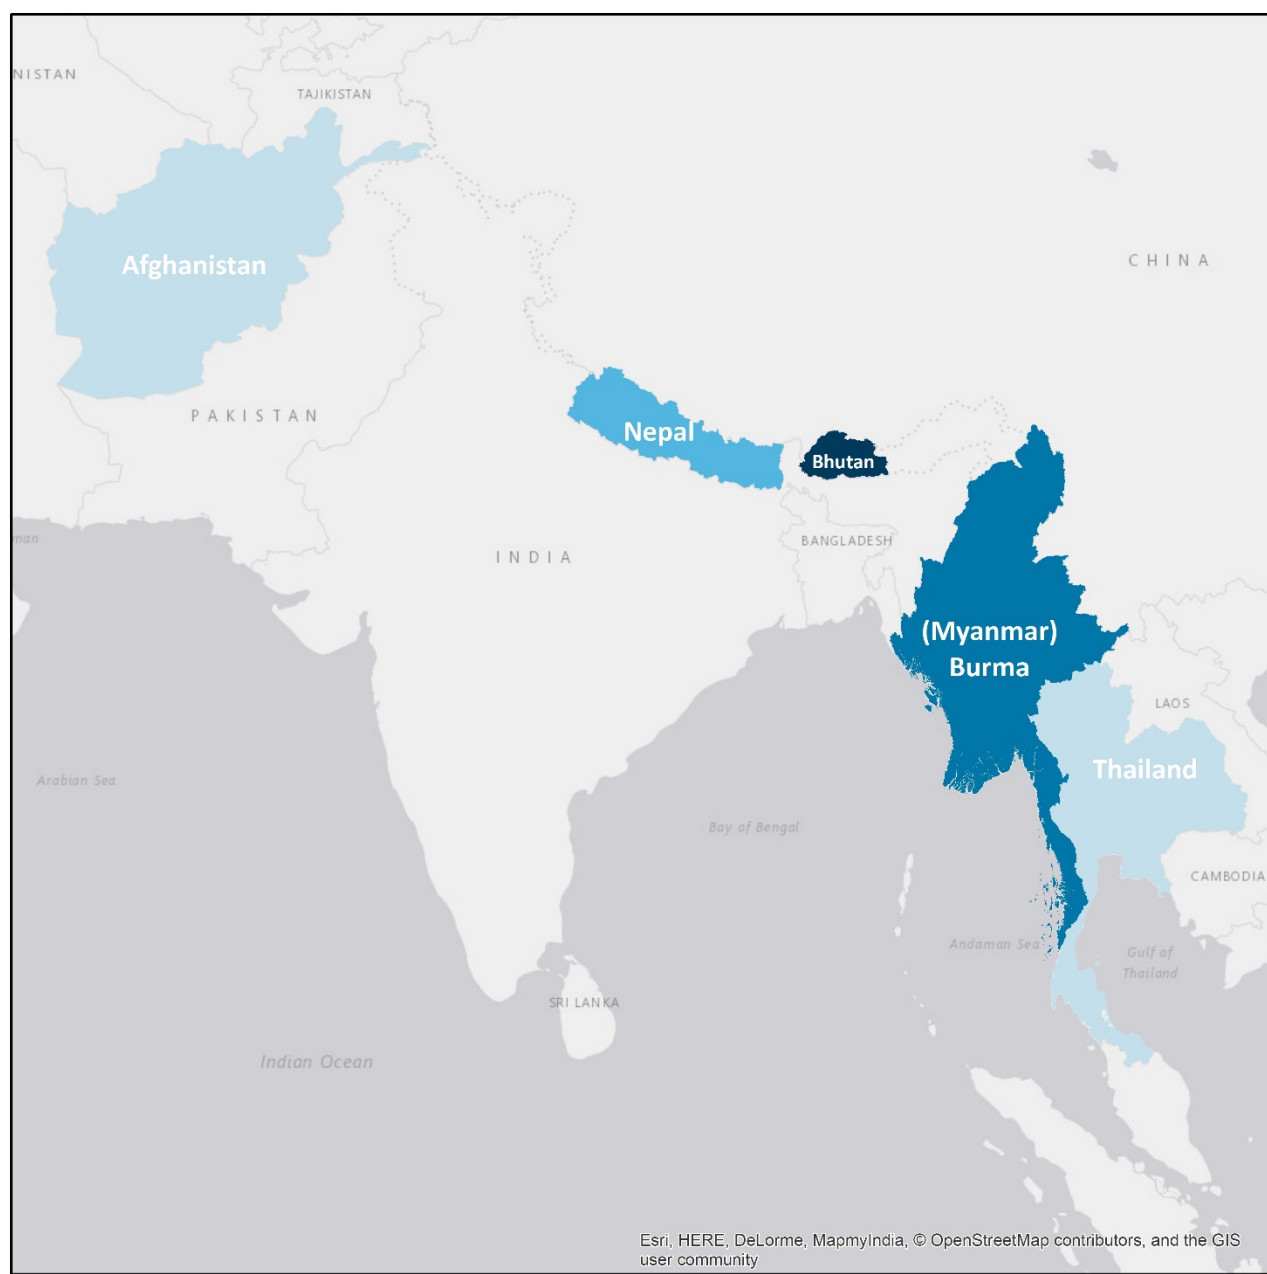 NISTAN
TAJIKISTAN
Afghanistan
CHINA
PAKISTAN
Nepal
Bhutan
BANGLADESH
INDIA
man
(Myanmar)
Burma
LAOS
Thailand
Arabian Sea
Bay of Bengal
CAMBODIA
Andaman Sea
Gulf of
Thailand
SRI LANKA
Indian Ocean
Esri, HERE, DeLorme, MapmyIndia, © OpenStreetMap contributors, and the GIS
user community